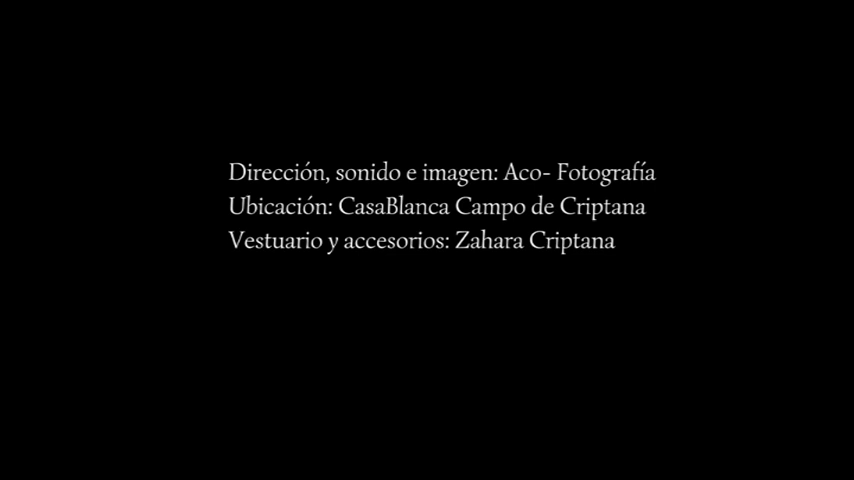 Dirección, sonido e imagen: Aco- Fotografía
Ubicación: CasaBlanca Campo de Criptana
Vestuario y accesorios: Zahara Criptana